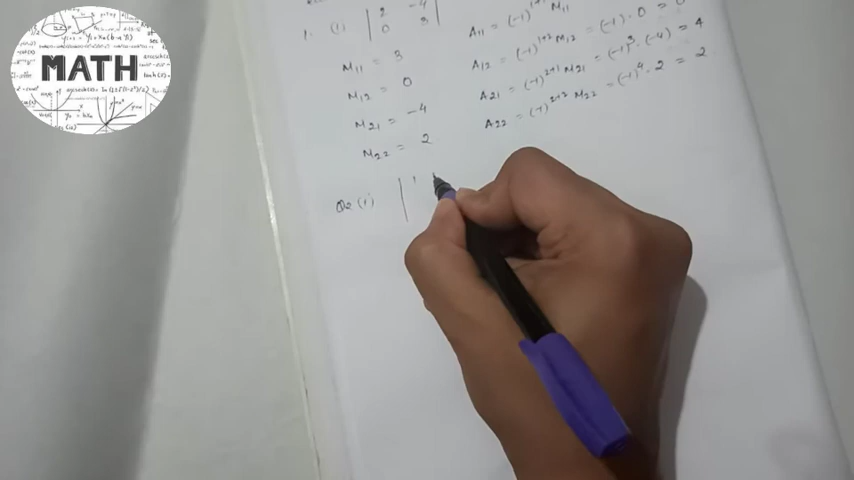 MATH
1. (i) | 2 -4 |
| 0 3 |
M₁₁ = 3
M₁₂ = 0
M₂₁ = -4
M₂₂ = 2
A₁₁ = (-1)¹⁺¹ M₁₁
A₁₂ = (-1)¹⁺² M₁₂ = (-1) · 0 = 0
A₂₁ = (-1)²⁺¹ M₂₁ = (-1)³ · (-4) = 4
A₂₂ = (-1)²⁺² M₂₂ = (-1)⁴ · 2 = 2
Q2 (i) | 1